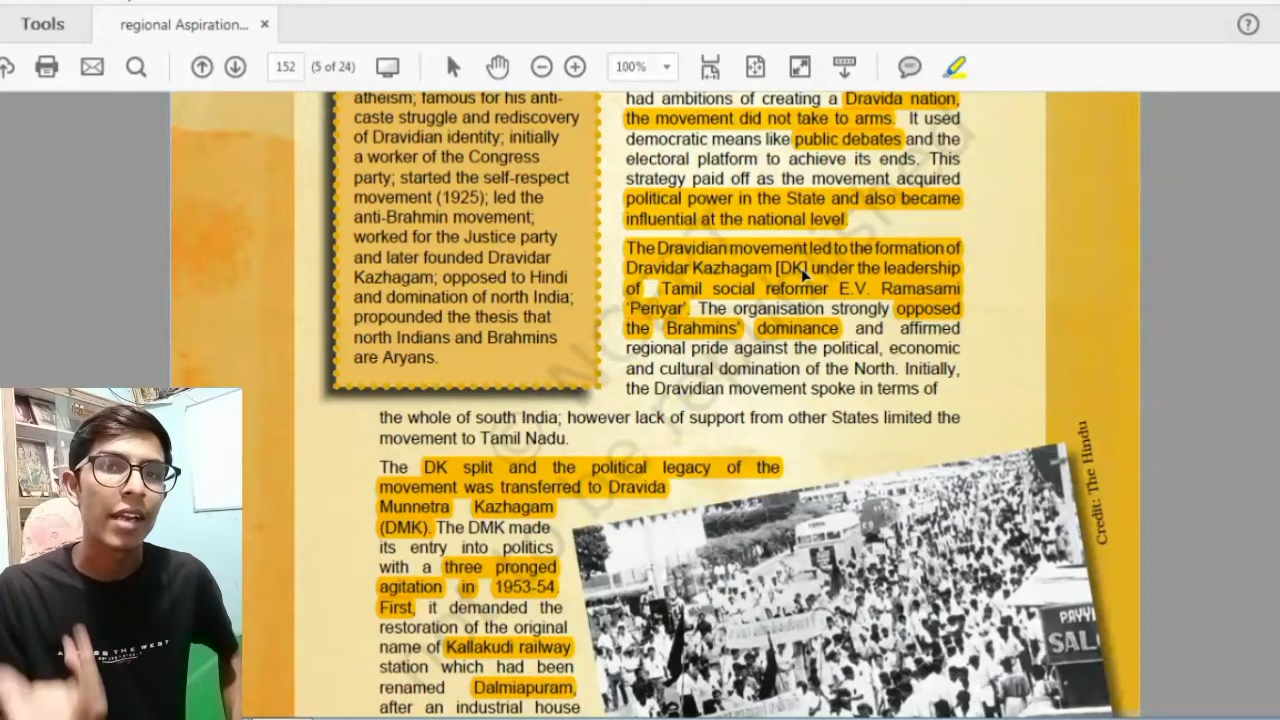 Tools
regional Aspiration...
152
(5 of 24)
100%
atheism; famous for his anti-
caste struggle and rediscovery
of Dravidian identity; initially
a worker of the Congress
party; started the self-respect
movement (1925); led the
anti-Brahmin movement;
worked for the Justice party
and later founded Dravidar
Kazhagam; opposed to Hindi
and domination of north India;
propounded the thesis that
north Indians and Brahmins
are Aryans.
had ambitions of creating a Dravida nation,
the movement did not take to arms. It used
democratic means like public debates and the
electoral platform to achieve its ends. This
strategy paid off as the movement acquired
political power in the State and also became
influential at the national level.
The Dravidian movement led to the formation of
Dravidar Kazhagam [DK] under the leadership
of Tamil social reformer E.V. Ramasami
'Periyar'. The organisation strongly opposed
the Brahmins' dominance and affirmed
regional pride against the political, economic
and cultural domination of the North. Initially,
the Dravidian movement spoke in terms of
the whole of south India; however lack of support from other States limited the
movement to Tamil Nadu.
The DK split and the political legacy of the
movement was transferred to Dravida
Munnetra Kazhagam
(DMK). The DMK made
its entry into politics
with a three pronged
agitation in 1953-54.
First, it demanded the
restoration of the original
name of Kallakudi railway
station which had been
renamed Dalmiapuram,
after an industrial house
Credit: The Hindu